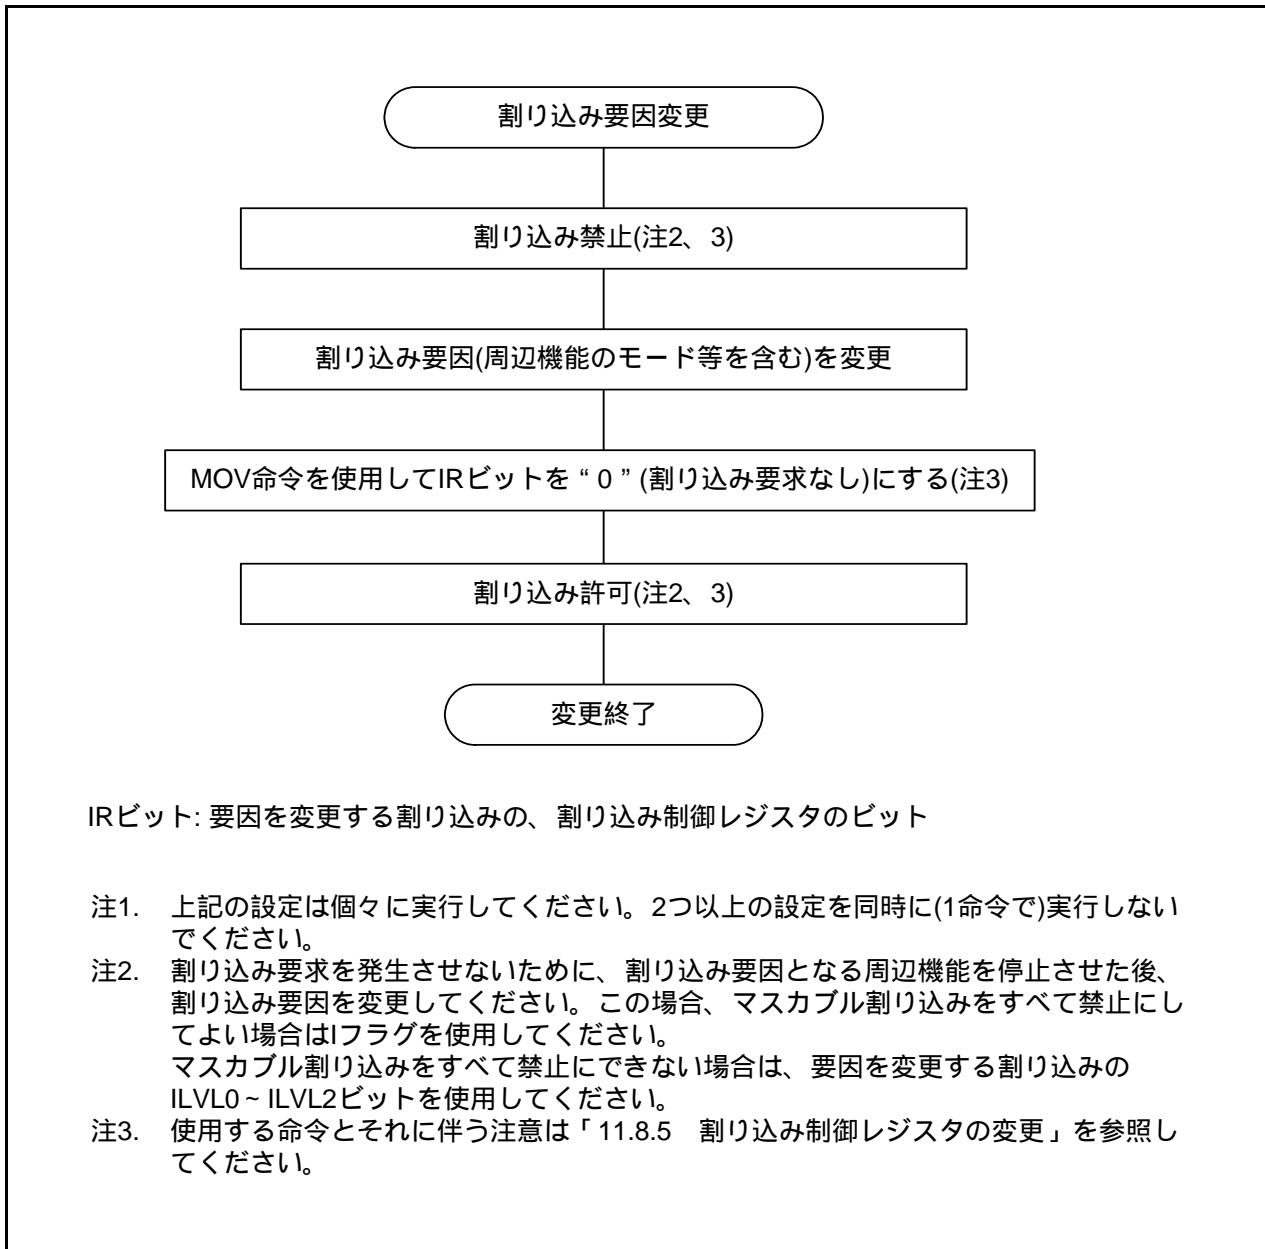 割り込み要因変更
割り込み禁止(注2、3)
割り込み要因(周辺機能のモード等を含む)を変更
MOV命令を使用してIRビットを“0”(割り込み要求なし)にする(注3)
割り込み許可(注2、3)
変更終了
IRビット: 要因を変更する割り込みの、割り込み制御レジスタのビット
注1. 上記の設定は個々に実行してください。2つ以上の設定を同時に(1命令で)実行しない
でください。
注2. 割り込み要求を発生させないために、割り込み要因となる周辺機能を停止させた後、
割り込み要因を変更してください。この場合、マスカブル割り込みをすべて禁止にし
てよい場合はIフラグを使用してください。
マスカブル割り込みをすべて禁止にできない場合は、要因を変更する割り込みの
ILVL0~ILVL2ビットを使用してください。
注3. 使用する命令とそれに伴う注意は「11.8.5 割り込み制御レジスタの変更」を参照し
てください。